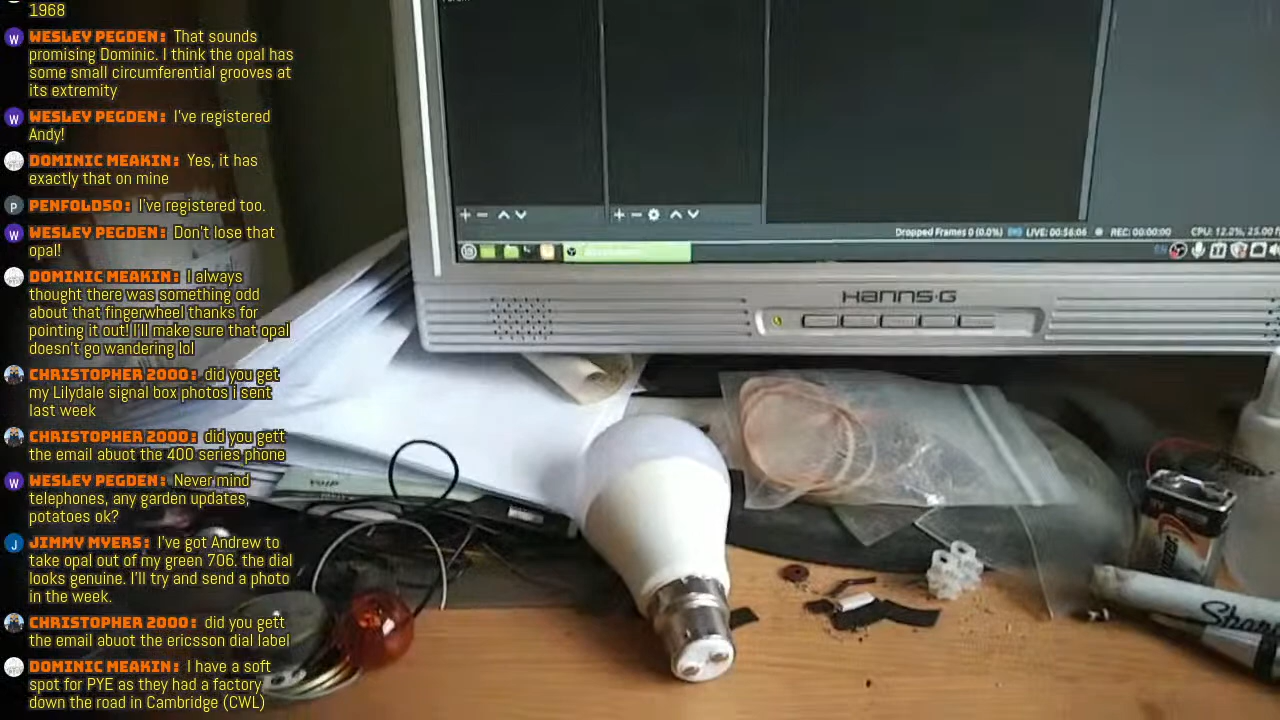 1968
WESLEY PEGDEN: That sounds
promising Dominic. I think the opal has
some small circumferential grooves at
its extremity
WESLEY PEGDEN: I've registered
Andy!
DOMINIC MEAKIN: Yes, it has
exactly that on mine
PENFOLD50: I've registered too.
WESLEY PEGDEN: Don't lose that
opal!
DOMINIC MEAKIN: I always
thought there was something odd
about that fingerwheel thanks for
pointing it out! I'll make sure that opal
doesn't go wandering lol
CHRISTOPHER 2000: did you get
my Lilydale signal box photos i sent
last week
CHRISTOPHER 2000: did you gett
the email abuot the 400 series phone
WESLEY PEGDEN: Never mind
telephones, any garden updates,
potatoes ok?
JIMMY MYERS: I've got Andrew to
take opal out of my green 706. the dial
looks genuine. I'll try and send a photo
in the week.
CHRISTOPHER 2000: did you gett
the email abuot the ericsson dial label
DOMINIC MEAKIN: I have a soft
spot for PYE as they had a factory
down the road in Cambridge (CWL)
Dropped Frames 0 (0.0%) LIVE: 00:56:06 REC: 00:00:00 CPU: 12.2%, 25.00
HANNS·G